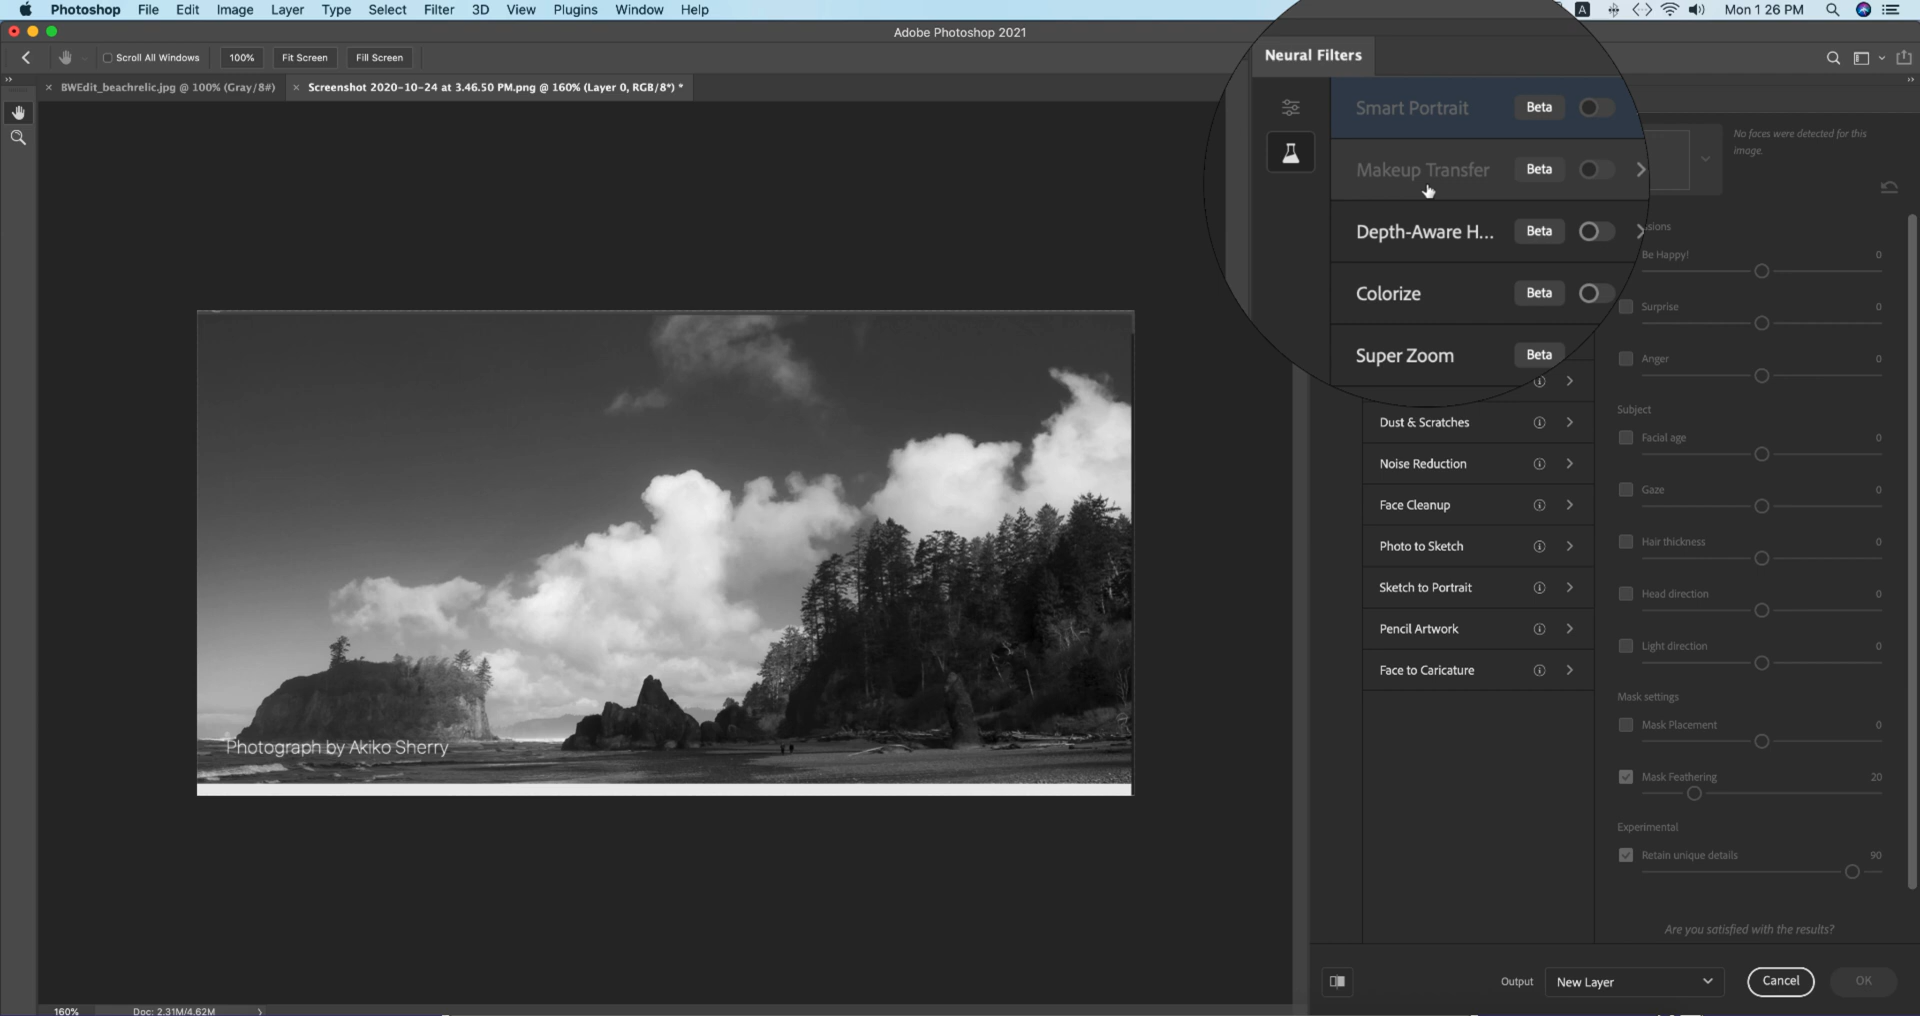 Photoshop File Edit Image Layer Type Select Filter 3D View Plugins Window Help
A Mon 1 26 PM
Adobe Photoshop 2021
Scroll All Windows 100% Fit Screen Fill Screen
× BWEdit_beachrelic.jpg @ 100% (Gray/8#) × Screenshot 2020-10-24 at 3.46.50 PM.png @ 160% (Layer 0, RGB/8*) *
Photograph by Akiko Sherry
Neural Filters
Smart Portrait Beta
Makeup Transfer Beta
Depth-Aware H... Beta
Colorize Beta
Super Zoom Beta
Dust & Scratches
Noise Reduction
Face Cleanup
Photo to Sketch
Sketch to Portrait
Pencil Artwork
Face to Caricature
No faces were detected for this
image.
Be Happy! 0
Surprise 0
Anger 0
Subject
Facial age 0
Gaze 0
Hair thickness 0
Head direction 0
Light direction 0
Mask settings
Mask Placement 0
Mask Feathering 20
Experimental
Retain unique details 90
Are you satisfied with the results?
Output New Layer Cancel OK
160% Doc: 2.31M/4.62M